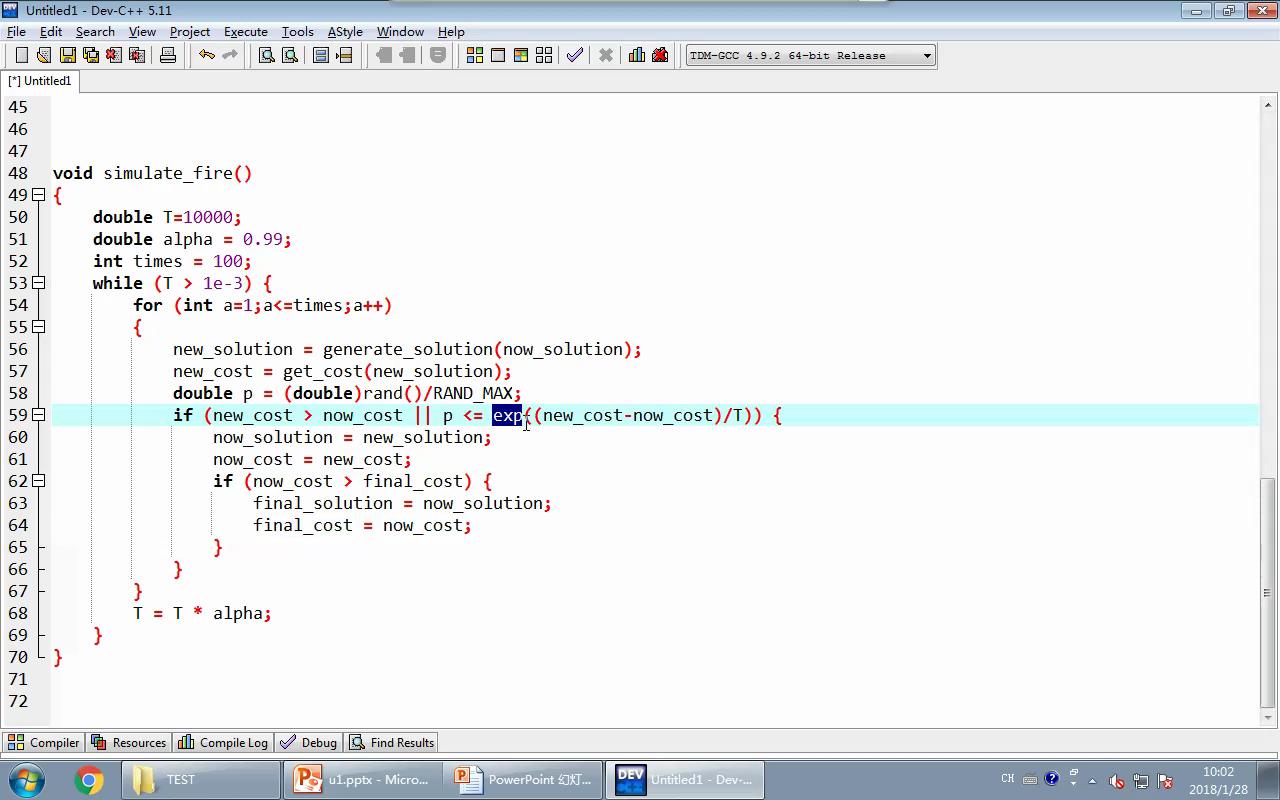 Untitled1 - Dev-C++ 5.11
File Edit Search View Project Execute Tools AStyle Window Help
TDM-GCC 4.9.2 64-bit Release
[*] Untitled1
45
46
47
48 void simulate_fire()
49 {
50 double T=10000;
51 double alpha = 0.99;
52 int times = 100;
53 while (T > 1e-3) {
54 for (int a=1;a<=times;a++)
55 {
56 new_solution = generate_solution(now_solution);
57 new_cost = get_cost(new_solution);
58 double p = (double)rand()/RAND_MAX;
59 if (new_cost > now_cost || p <= exp((new_cost-now_cost)/T)) {
60 now_solution = new_solution;
61 now_cost = new_cost;
62 if (now_cost > final_cost) {
63 final_solution = now_solution;
64 final_cost = now_cost;
65 }
66 }
67 }
68 T = T * alpha;
69 }
70 }
71
72
Compiler Resources Compile Log Debug Find Results
TEST u1.pptx - Micro... PowerPoint 幻灯... DEV C++ Untitled1 - Dev-... CH 10:02
2018/1/28